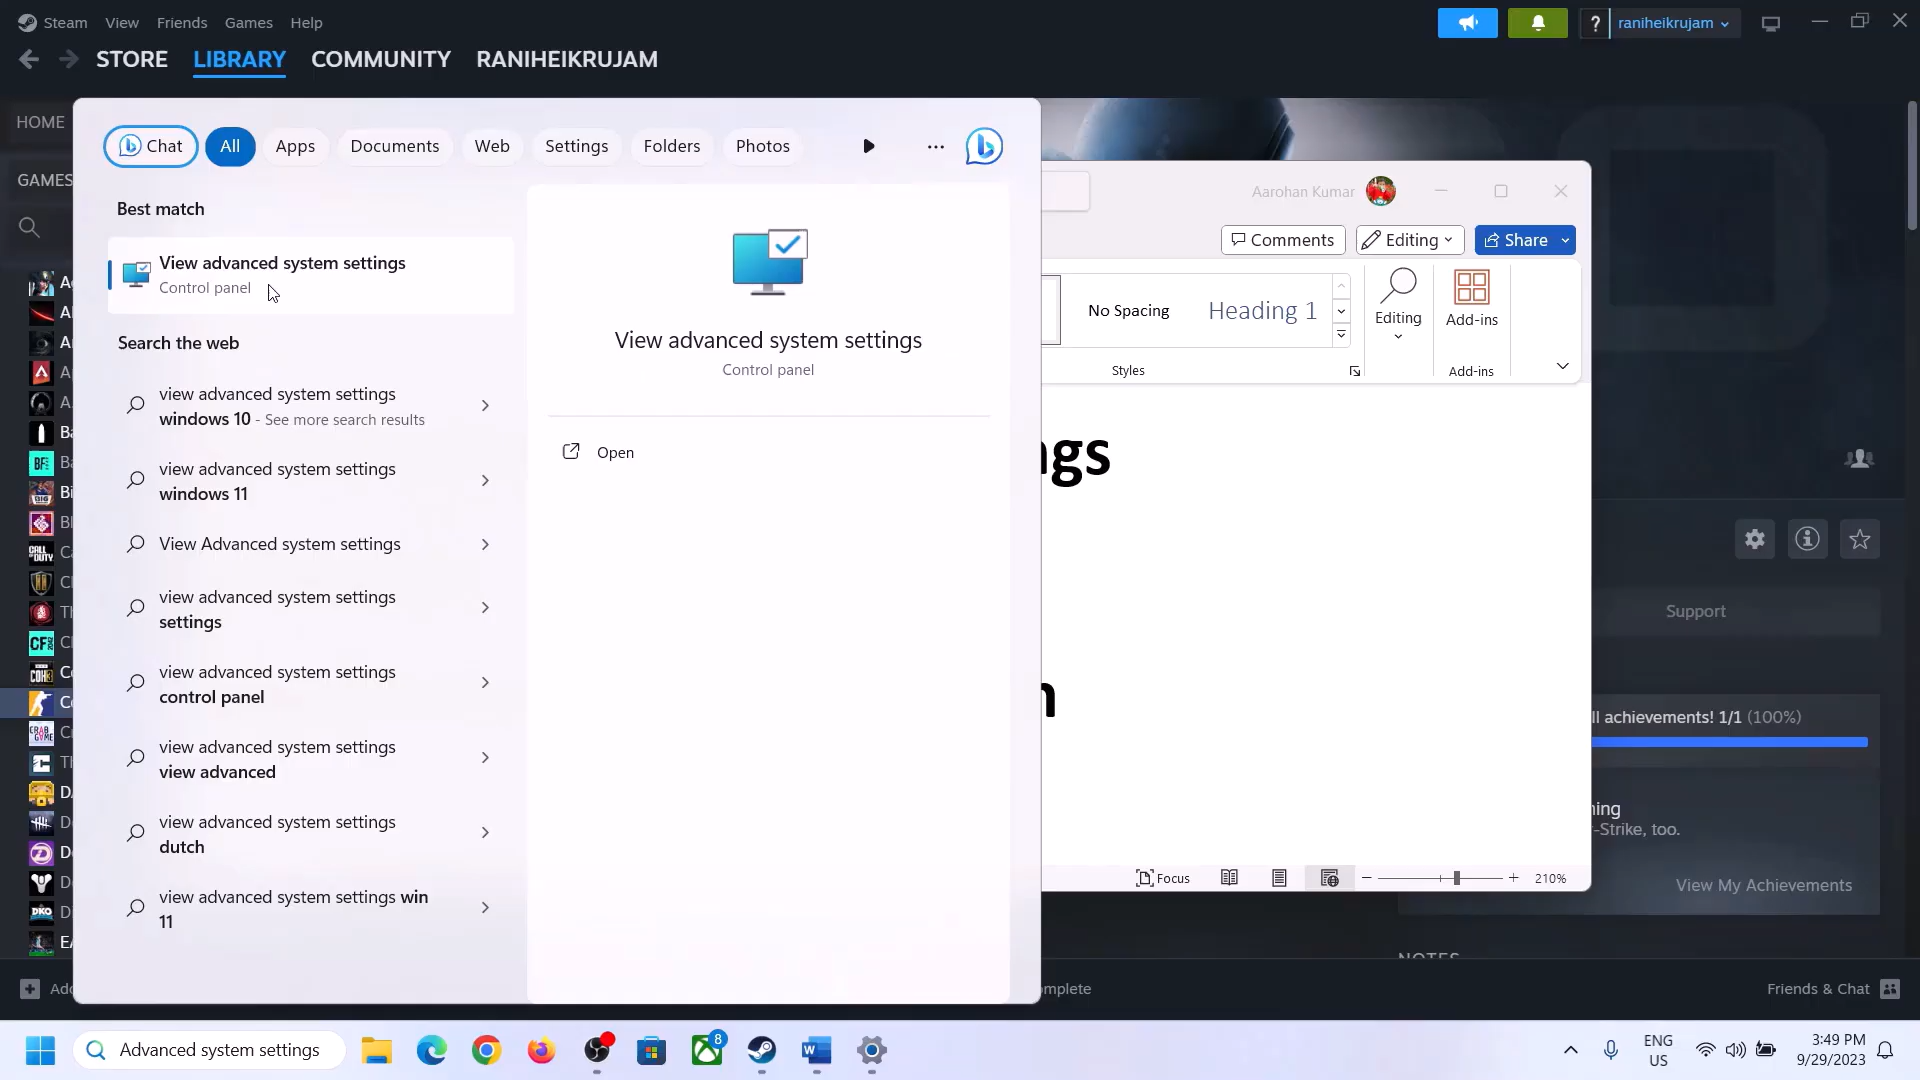 Steam View Friends Games Help
raniheikrujam
STORE LIBRARY COMMUNITY RANIHEIKRUJAM
HOME
GAMES
Chat All Apps Documents Web Settings Folders Photos
Best match
View advanced system settings
Control panel
Search the web
view advanced system settings
windows 10 - See more search results
view advanced system settings
windows 11
View Advanced system settings
view advanced system settings
settings
view advanced system settings
control panel
view advanced system settings
view advanced
view advanced system settings
dutch
view advanced system settings win
11
View advanced system settings
Control panel
Open
Aarohan Kumar
Comments Editing Share
No Spacing Heading 1
Editing
Add-ins
Styles
Add-ins
ngs
n
Focus
210%
Support
ll achievements! 1/1 (100%)
ning
-Strike, too.
View My Achievements
NOTES
Add
mplete
Friends & Chat
Advanced system settings
8
ENG
US
3:49 PM
9/29/2023